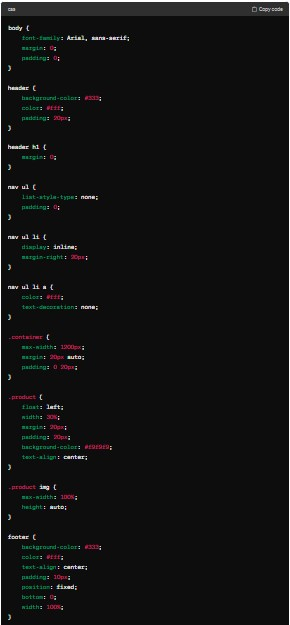 css Copy code
body {
font-family: Arial, sans-serif;
margin: 0;
padding: 0;
}
header {
background-color: #333;
color: #fff;
padding: 20px;
}
header h1 {
margin: 0;
}
nav ul {
list-style-type: none;
padding: 0;
}
nav ul li {
display: inline;
margin-right: 30px;
}
nav ul li a {
color: #fff;
text-decoration: none;
}
.container {
max-width: 1200px;
margin: 20px auto;
padding: 0 20px;
}
.product {
float: left;
width: 30%;
margin: 20px;
padding: 20px;
background-color: #f9f9f9;
text-align: center;
}
.product img {
max-width: 100%;
height: auto;
}
footer {
background-color: #333;
color: #fff;
text-align: center;
padding: 10px;
position: fixed;
bottom: 0;
width: 100%;
}